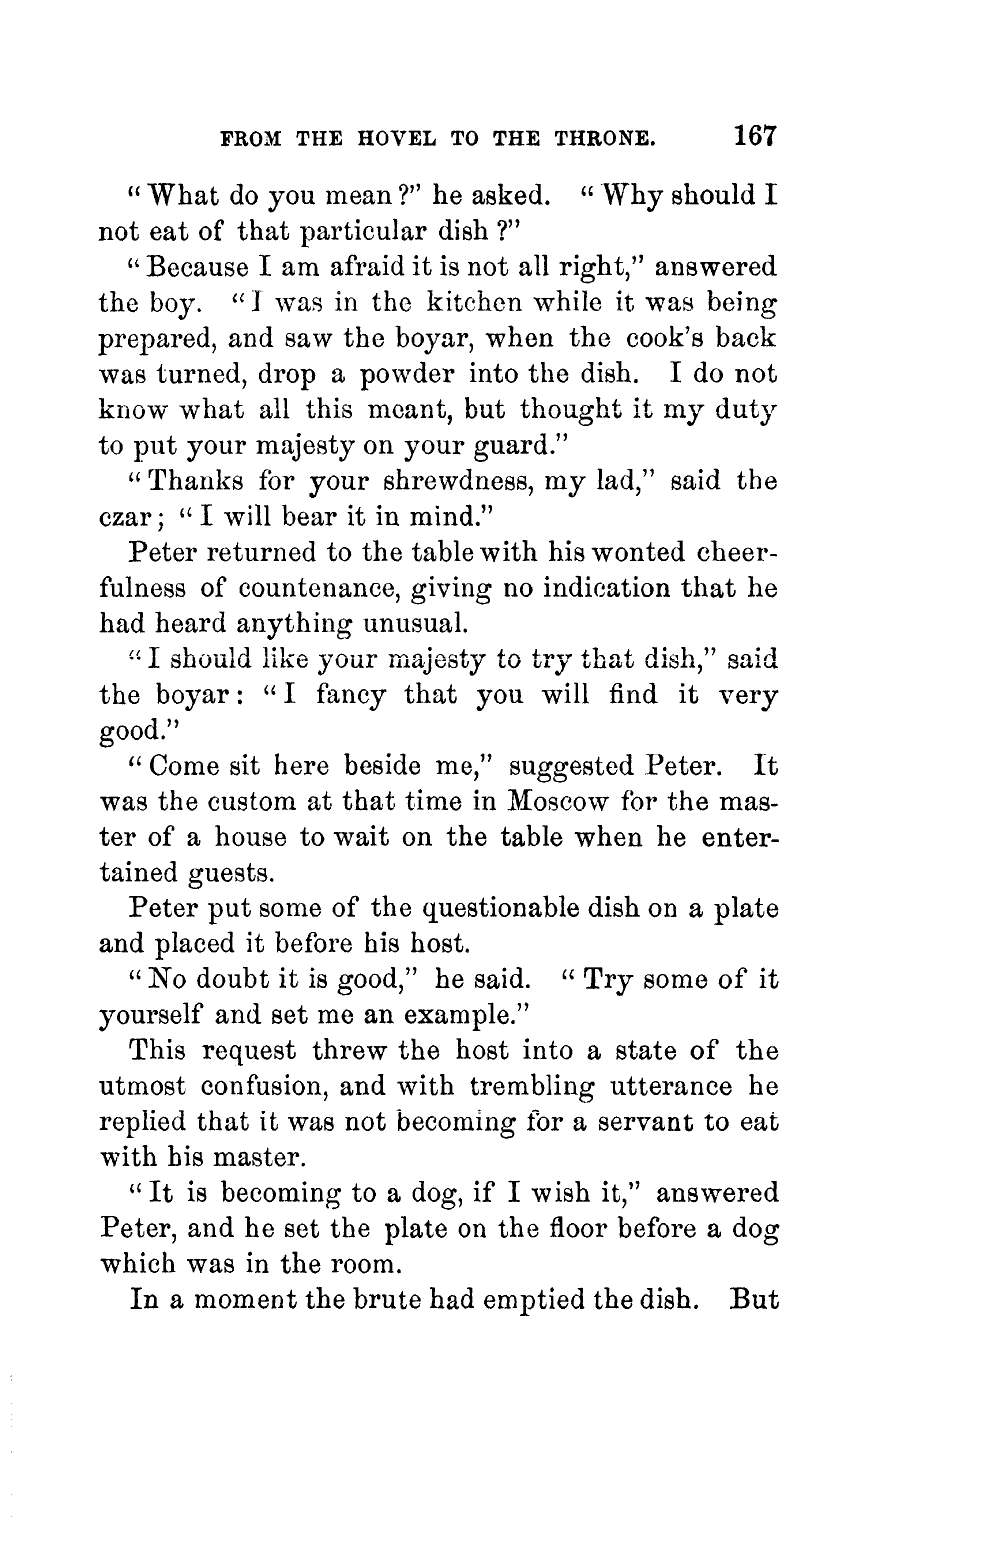 FROM THE HOVEL TO THE THRONE. 167
“What do you mean?” he asked. “Why should I
not eat of that particular dish?”
“Because I am afraid it is not all right,” answered
the boy. “I was in the kitchen while it was being
prepared, and saw the boyar, when the cook’s back
was turned, drop a powder into the dish. I do not
know what all this meant, but thought it my duty
to put your majesty on your guard.”
“Thanks for your shrewdness, my lad,” said the
czar; “I will bear it in mind.”
Peter returned to the table with his wonted cheer-
fulness of countenance, giving no indication that he
had heard anything unusual.
“I should like your majesty to try that dish,” said
the boyar: “I fancy that you will find it very
good.”
“Come sit here beside me,” suggested Peter. It
was the custom at that time in Moscow for the mas-
ter of a house to wait on the table when he enter-
tained guests.
Peter put some of the questionable dish on a plate
and placed it before his host.
“No doubt it is good,” he said. “Try some of it
yourself and set me an example.”
This request threw the host into a state of the
utmost confusion, and with trembling utterance he
replied that it was not becoming for a servant to eat
with his master.
“It is becoming to a dog, if I wish it,” answered
Peter, and he set the plate on the floor before a dog
which was in the room.
In a moment the brute had emptied the dish. But